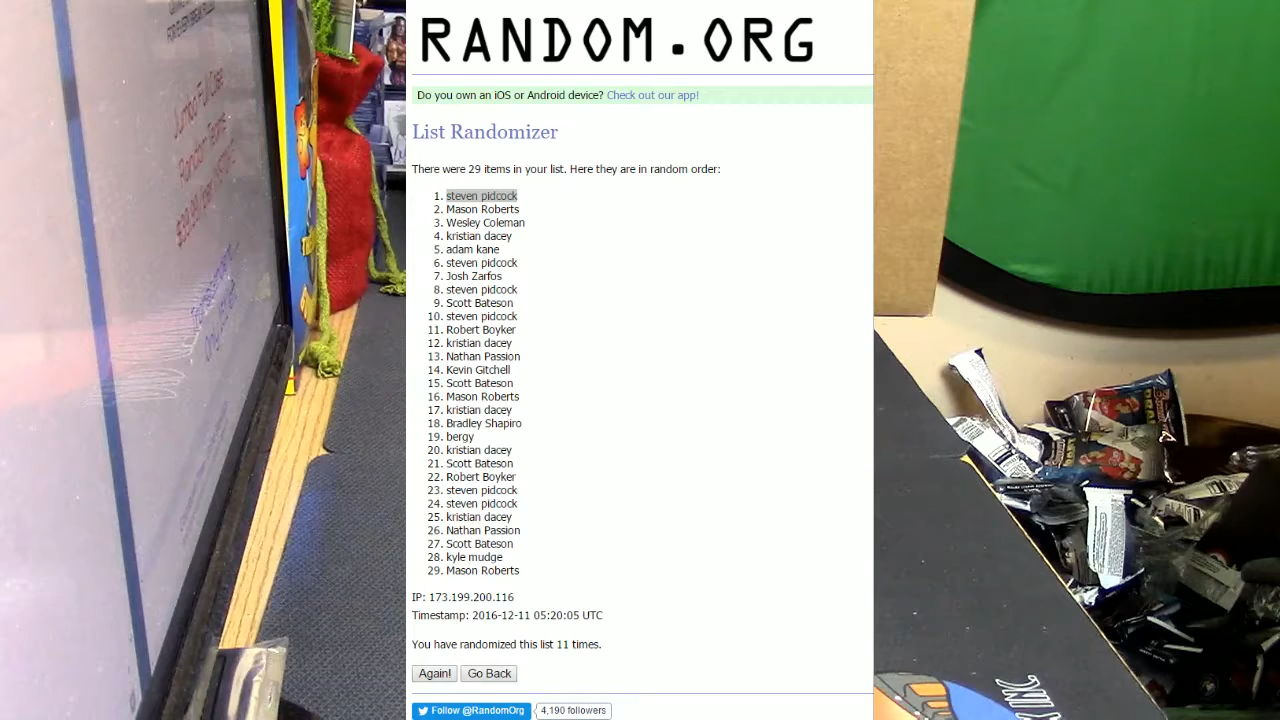 RANDOM.ORG
Do you own an iOS or Android device? Check out our app!
List Randomizer
There were 29 items in your list. Here they are in random order:
1. steven pidcock
2. Mason Roberts
3. Wesley Coleman
4. kristian dacey
5. adam kane
6. steven pidcock
7. Josh Zarfos
8. steven pidcock
9. Scott Bateson
10. steven pidcock
11. Robert Boyker
12. kristian dacey
13. Nathan Passion
14. Kevin Gitchell
15. Scott Bateson
16. Mason Roberts
17. kristian dacey
18. Bradley Shapiro
19. bergy
20. kristian dacey
21. Scott Bateson
22. Robert Boyker
23. steven pidcock
24. steven pidcock
25. kristian dacey
26. Nathan Passion
27. Scott Bateson
28. kyle mudge
29. Mason Roberts
IP: 173.199.200.116
Timestamp: 2016-12-11 05:20:05 UTC
You have randomized this list 11 times.
Again! Go Back
Follow @RandomOrg 4,190 followers
Random Teams